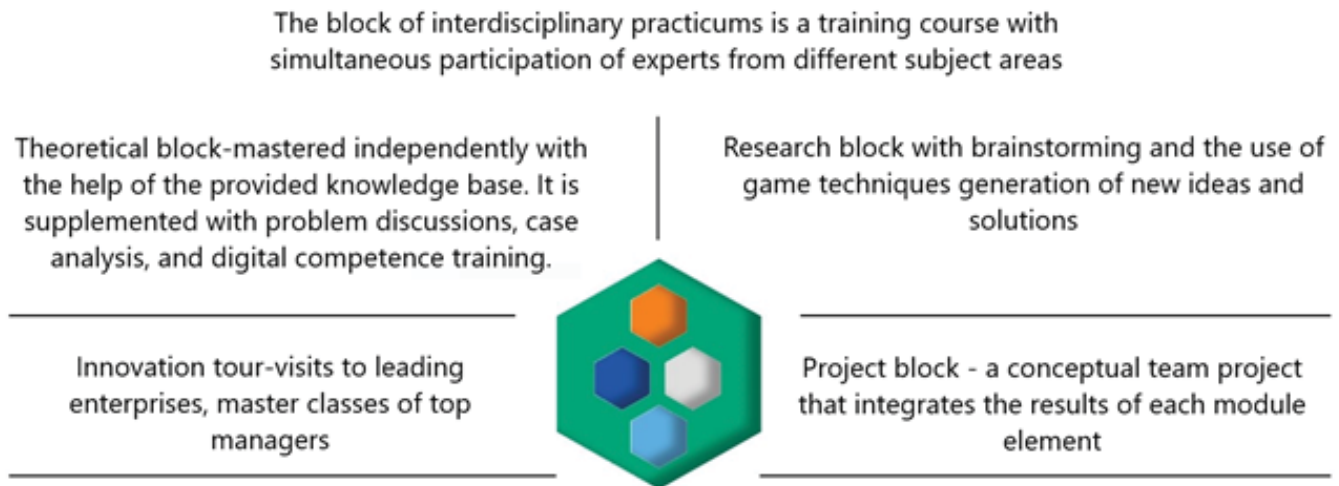 The block of interdisciplinary practicums is a training course with
simultaneous participation of experts from different subject areas
Theoretical block-mastered independently with
the help of the provided knowledge base. It is
supplemented with problem discussions, case
analysis, and digital competence training.
Research block with brainstorming and the use of
game techniques generation of new ideas and
solutions
Innovation tour-visits to leading
enterprises, master classes of top
managers
Project block - a conceptual team project
that integrates the results of each module
element